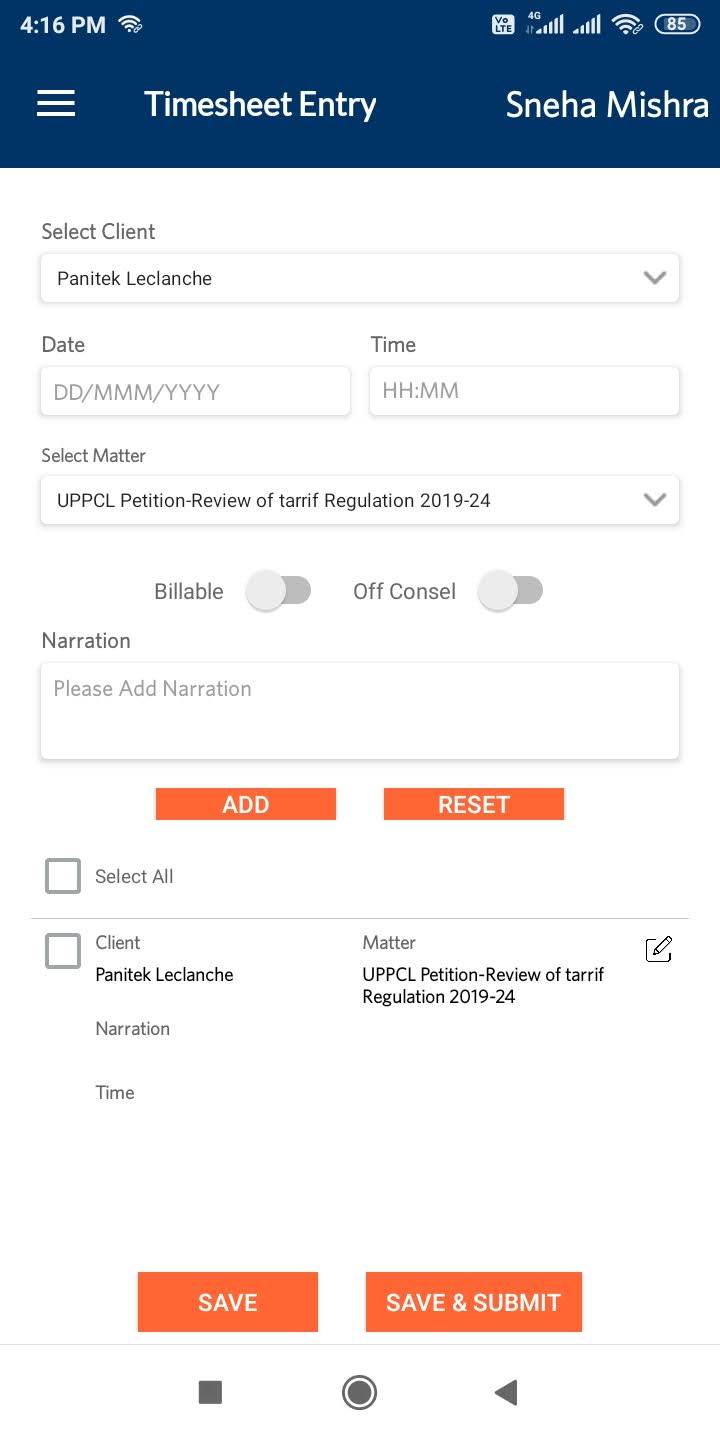 4:16 PM
Vo LTE 4G 85
Timesheet Entry Sneha Mishra
Select Client
Panitek Leclanche
Date Time
DD/MMM/YYYY HH:MM
Select Matter
UPPCL Petition-Review of tarrif Regulation 2019-24
Billable Off Consel
Narration
Please Add Narration
ADD RESET
Select All
Client Matter
Panitek Leclanche UPPCL Petition-Review of tarrif
Regulation 2019-24
Narration
Time
SAVE SAVE & SUBMIT